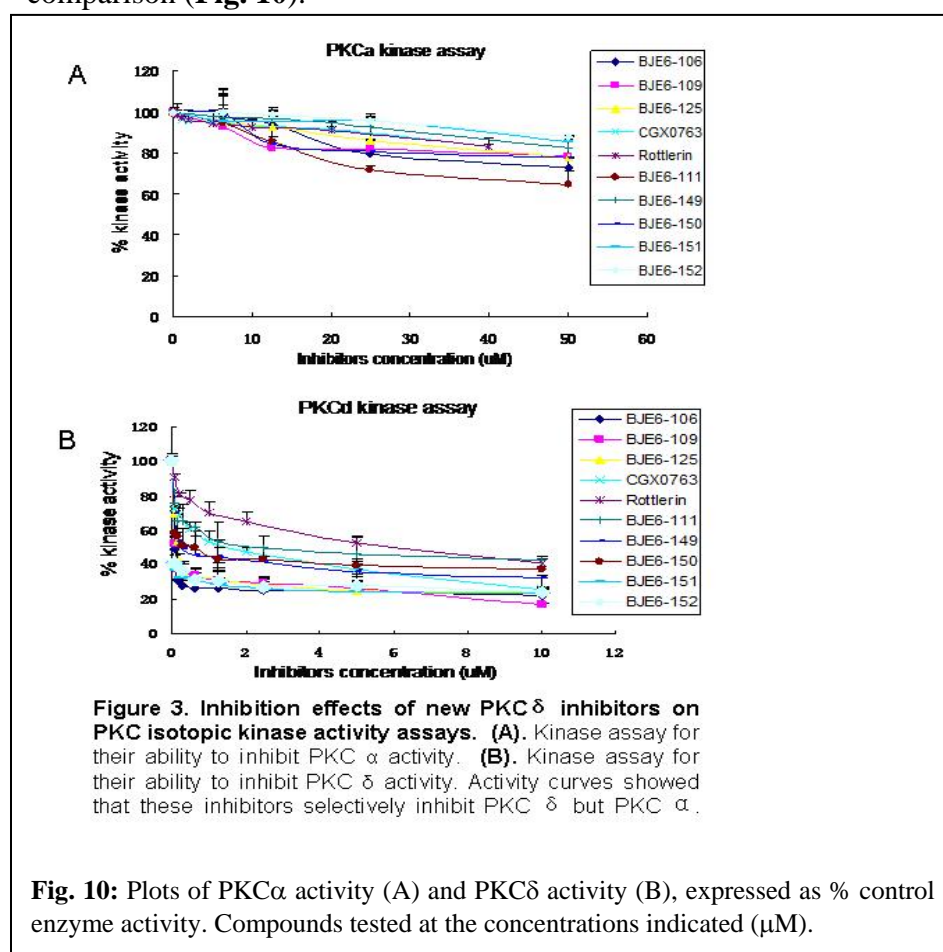 comparison (Fig. 10).
PKCa kinase assay
A
120
100
80
60
40
20
0
% kinase activity
0 10 20 30 40 50 60
Inhibitors concentration (uM)
BJE6-106
BJE6-109
BJE6-125
CGX0763
Rottlerin
BJE6-111
BJE6-149
BJE6-150
BJE6-151
BJE6-152
PKCd kinase assay
B
120
100
80
60
40
20
0
% kinase activity
0 2 4 6 8 10 12
Inhibitors concentration (uM)
BJE6-106
BJE6-109
BJE6-125
CGX0763
Rottlerin
BJE6-111
BJE6-149
BJE6-150
BJE6-151
BJE6-152
Figure 3. Inhibition effects of new PKC δ inhibitors on
PKC isotopic kinase activity assays. (A). Kinase assay for
their ability to inhibit PKC α activity. (B). Kinase assay for
their ability to inhibit PKC δ activity. Activity curves showed
that these inhibitors selectively inhibit PKC δ but PKC α.
Fig. 10: Plots of PKCα activity (A) and PKCδ activity (B), expressed as % control
enzyme activity. Compounds tested at the concentrations indicated (μM).